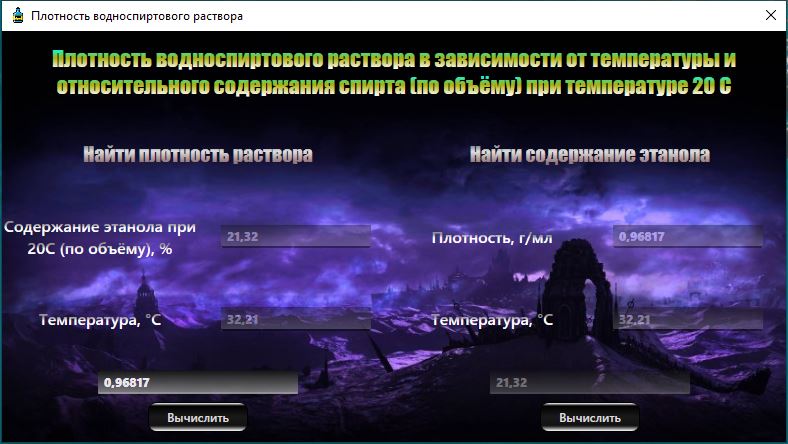 Плотность водноспиртового раствора
Плотность водноспиртового раствора в зависимости от температуры и
относительного содержания спирта (по объёму) при температуре 20 С
Найти плотность раствора
Содержание этанола при
20С (по объёму), %
21,32
Температура, °С
32,21
0,96817
Вычислить
Найти содержание этанола
Плотность, г/мл
0,96817
Температура, °С
32,21
21,32
Вычислить